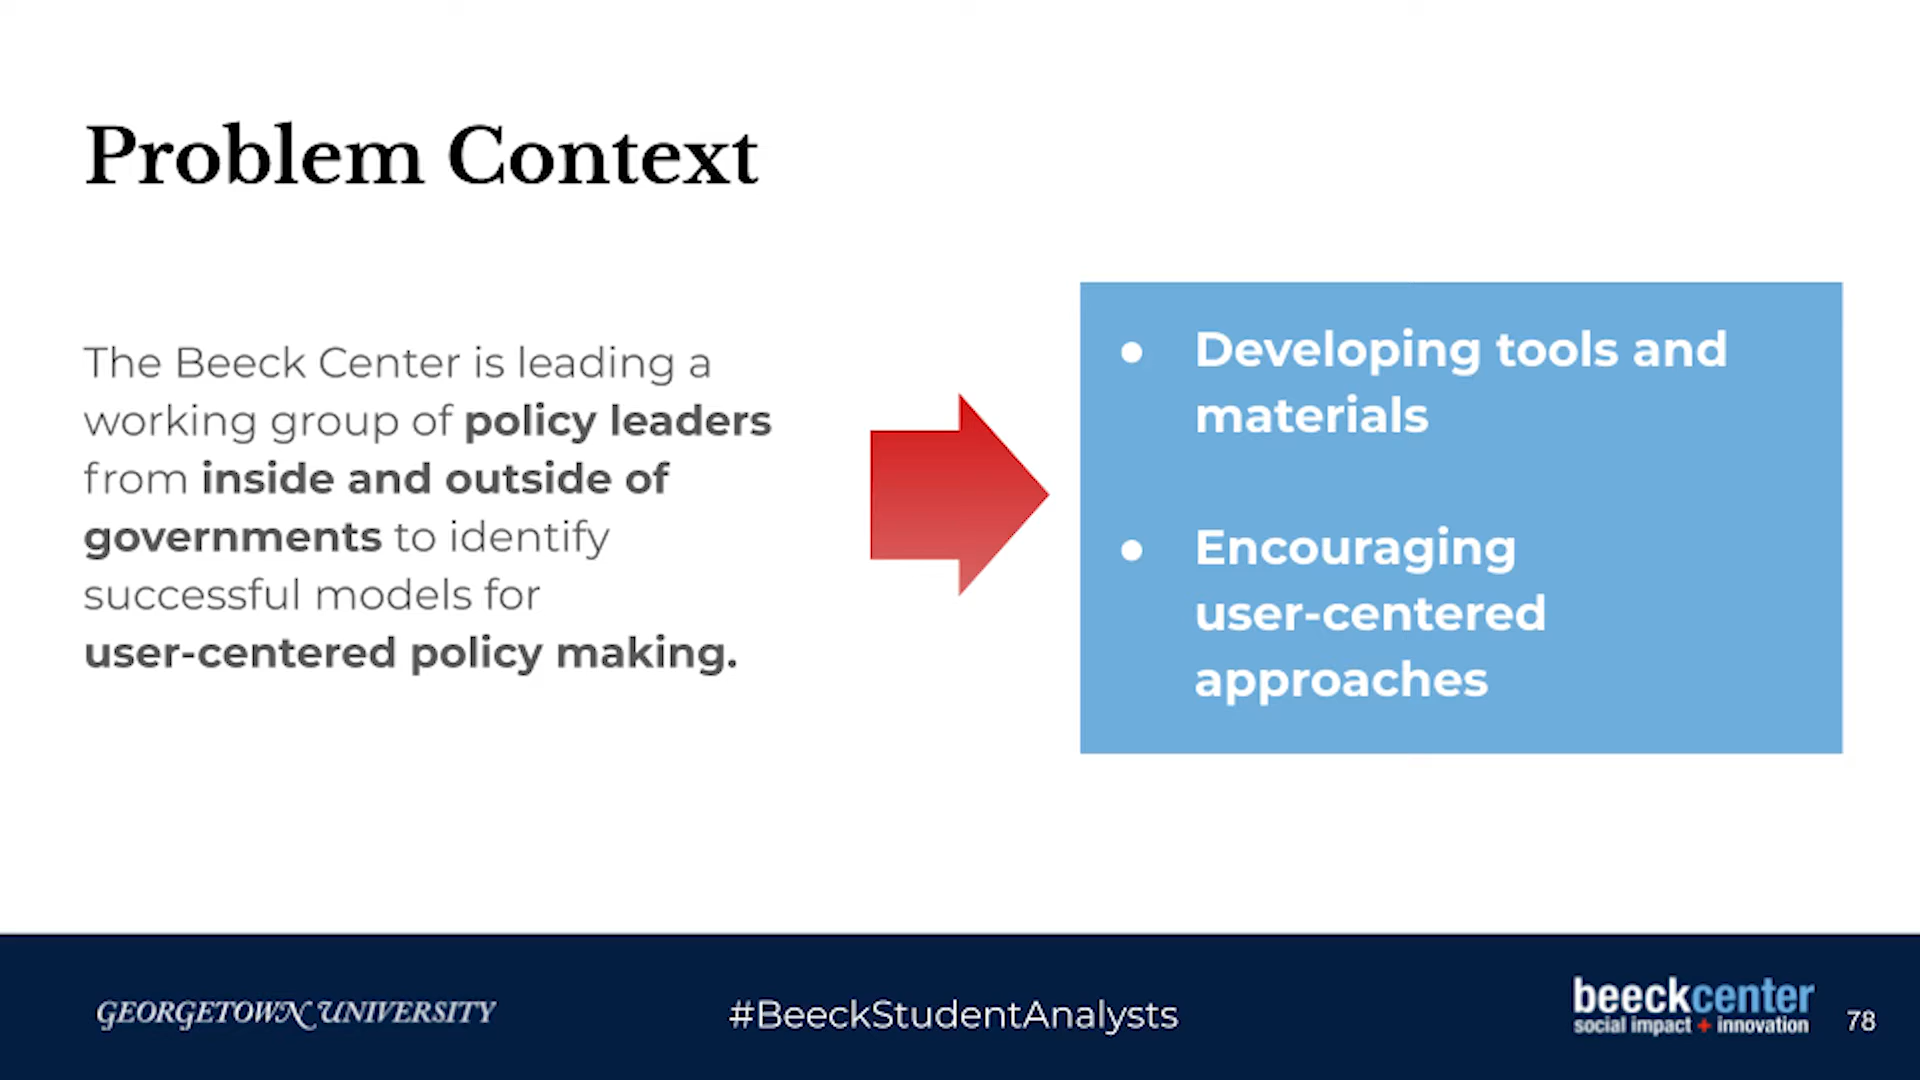 Problem Context
The Beeck Center is leading a
working group of policy leaders
from inside and outside of
governments to identify
successful models for
user-centered policy making.
● Developing tools and
materials
● Encouraging
user-centered
approaches
GEORGETOWN UNIVERSITY
#BeeckStudentAnalysts
beeckcenter
social impact + innovation
78